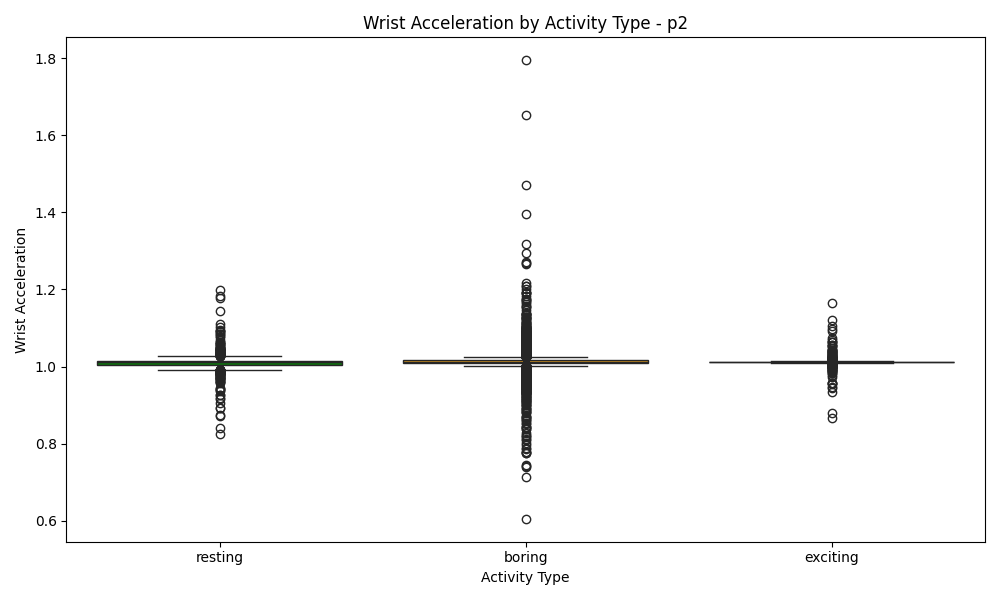 Wrist Acceleration by Activity Type - p2
Wrist Acceleration
1.8
1.6
1.4
1.2
1.0
0.8
0.6
resting boring exciting
Activity Type